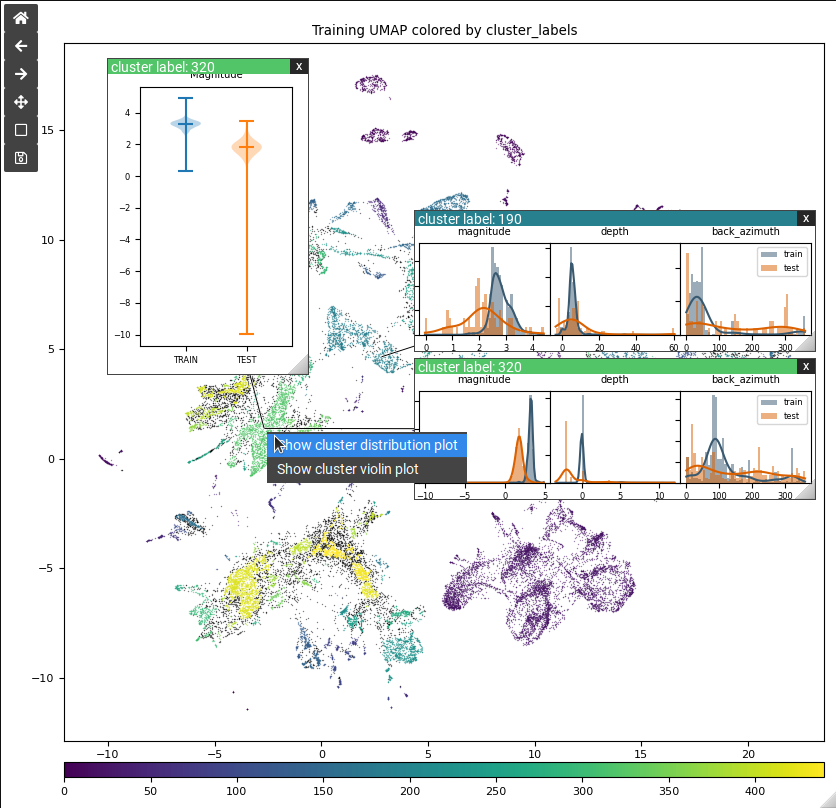 Training UMAP colored by cluster_labels
cluster label: 320
x
Magnitude
4
2
0
−2
−4
−6
−8
−10
TRAIN
TEST
cluster label: 190
x
magnitude
depth
back_azimuth
train
test
0
1
2
3
4
0
20
40
60
0
100
200
300
cluster label: 320
x
magnitude
depth
back_azimuth
train
test
−10
−5
0
5
0
5
10
0
100
200
300
Show cluster distribution plot
Show cluster violin plot
15
10
5
0
−5
−10
−10
−5
0
5
10
15
20
0
50
100
150
200
250
300
350
400